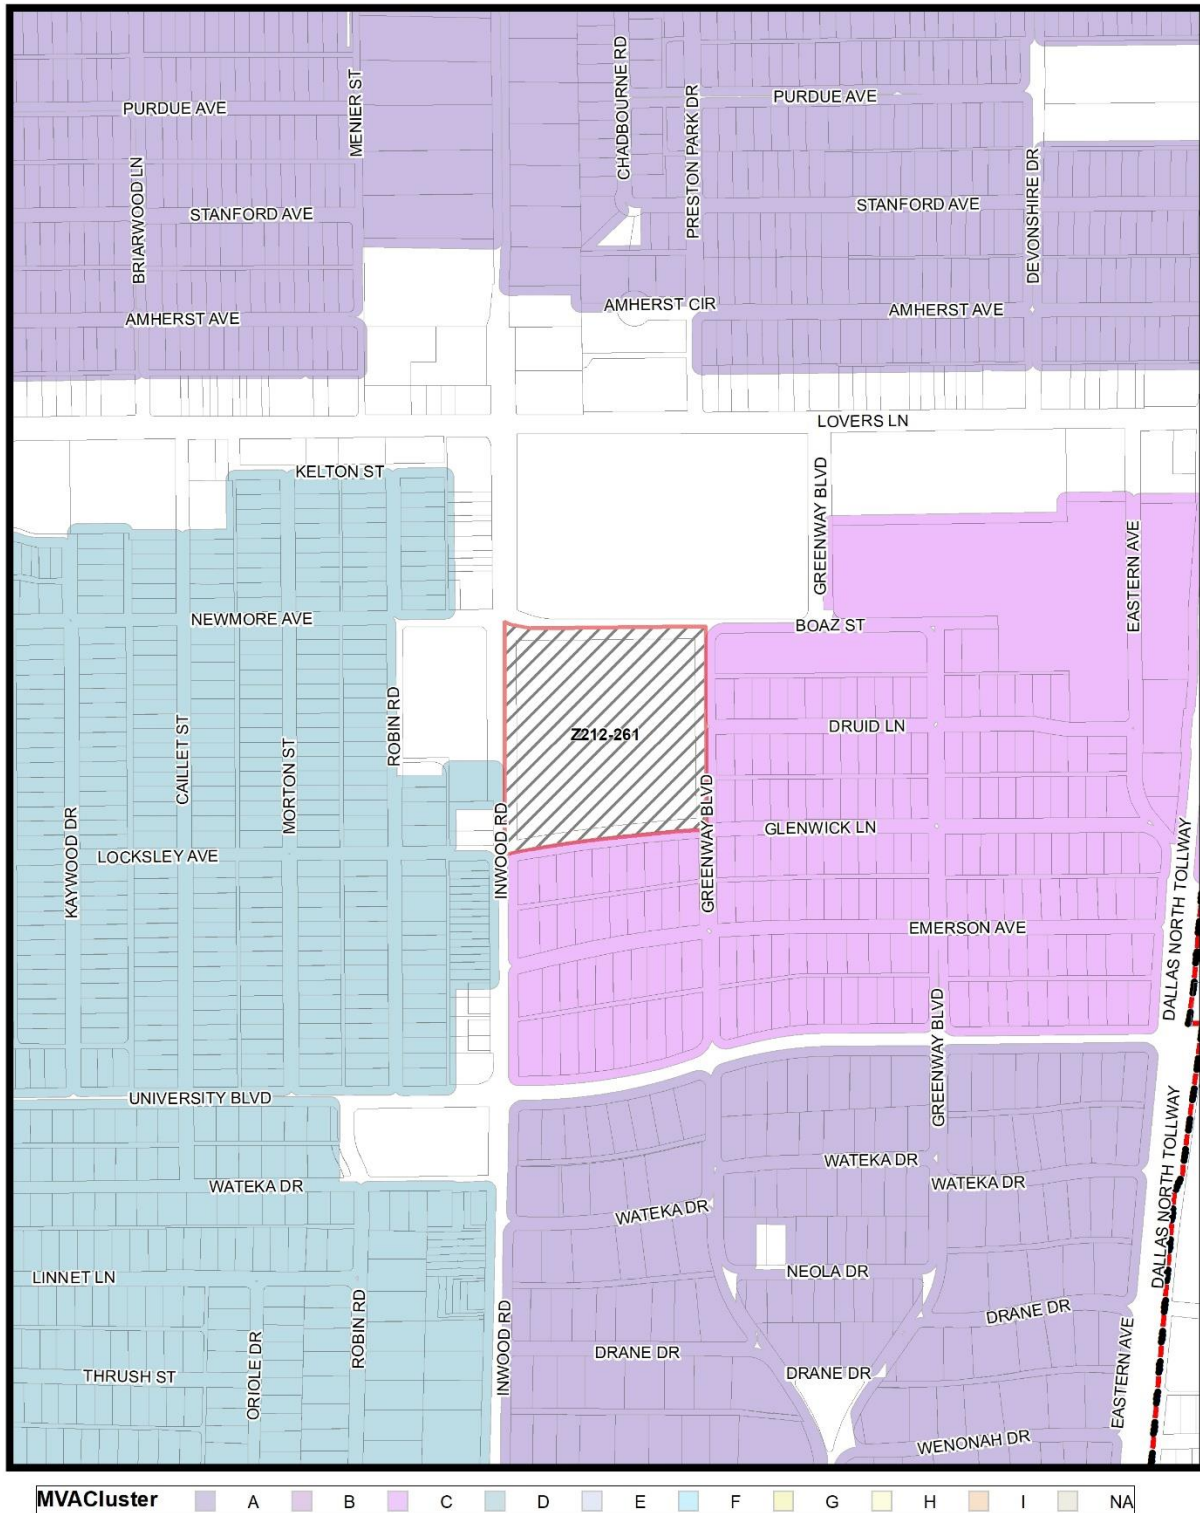 CHADBOURNE RD
MENIER ST
PURDUE AVE
PURDUE AVE
PRESTON PARK DR
BRIARWOOD LN
DEVONSHIRE DR
STANFORD AVE
STANFORD AVE
AMHERST CIR
AMHERST AVE
AMHERST AVE
LOVERS LN
KELTON ST
GREENWAY BLVD
EASTERN AVE
NEWMORE AVE
BOAZ ST
ROBIN RD
DRUID LN
Z212-261
CAILLET ST
MORTON ST
KAYWOOD DR
INWOOD RD
GREENWAY BLVD
GLENWICK LN
LOCKSLEY AVE
DALLAS NORTH TOLLWAY
EMERSON AVE
GREENWAY BLVD
UNIVERSITY BLVD
WATEKA DR
WATEKA DR
WATEKA DR
WATEKA DR
DALLAS NORTH TOLLWAY
LINNET LN
NEOLA DR
ROBIN RD
INWOOD RD
DRANE DR
ORIOLE DR
DRANE DR
EASTERN AVE
THRUSH ST
DRANE DR
WENONAH DR
MVACluster A B C D E F G H I NA